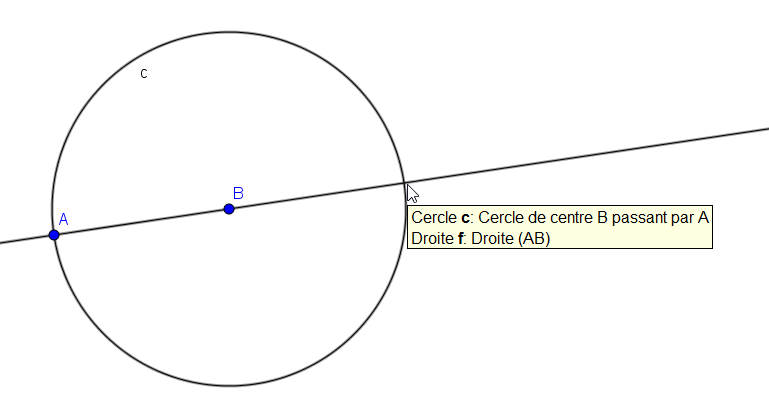 c
B
A
Cercle c: Cercle de centre B passant par A
Droite f: Droite (AB)